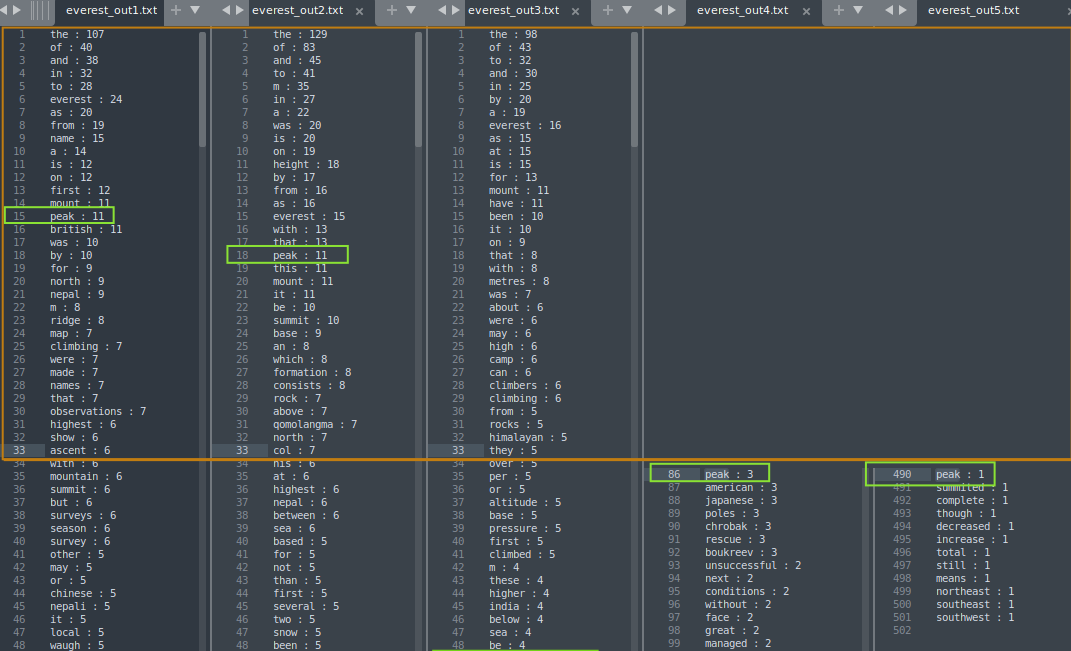 everest_out1.txt
everest_out2.txt
everest_out3.txt
everest_out4.txt
everest_out5.txt
1 the : 107
2 of : 40
3 and : 38
4 in : 32
5 to : 28
6 everest : 24
7 as : 20
8 from : 19
9 name : 15
10 a : 14
11 is : 12
12 on : 12
13 first : 12
14 mount : 11
15 peak : 11
16 british : 11
17 was : 10
18 by : 10
19 for : 9
20 north : 9
21 nepal : 9
22 m : 8
23 ridge : 8
24 map : 7
25 climbing : 7
26 were : 7
27 made : 7
28 names : 7
29 that : 7
30 observations : 7
31 highest : 6
32 show : 6
33 ascent : 6
34 with : 6
35 mountain : 6
36 summit : 6
37 but : 6
38 surveys : 6
39 season : 6
40 survey : 6
41 other : 5
42 may : 5
43 or : 5
44 chinese : 5
45 nepali : 5
46 it : 5
47 local : 5
48 waugh : 5
1 the : 129
2 of : 83
3 and : 45
4 to : 41
5 m : 35
6 in : 27
7 a : 22
8 was : 20
9 is : 20
10 on : 19
11 height : 18
12 by : 17
13 from : 16
14 as : 16
15 everest : 15
16 with : 13
17 that : 13
18 peak : 11
19 this : 11
20 mount : 11
21 it : 11
22 be : 10
23 summit : 10
24 base : 9
25 an : 8
26 which : 8
27 formation : 8
28 consists : 8
29 rock : 7
30 above : 7
31 qomolangma : 7
32 north : 7
33 col : 7
34 his : 6
35 at : 6
36 highest : 6
37 nepal : 6
38 between : 6
39 sea : 6
40 based : 5
41 for : 5
42 not : 5
43 than : 5
44 first : 5
45 several : 5
46 two : 5
47 snow : 5
48 been : 5
1 the : 98
2 of : 43
3 to : 32
4 and : 30
5 in : 25
6 by : 20
7 a : 19
8 everest : 16
9 as : 15
10 at : 15
11 is : 15
12 for : 13
13 mount : 11
14 have : 11
15 been : 10
16 it : 10
17 on : 9
18 that : 8
19 with : 8
20 metres : 8
21 was : 7
22 about : 6
23 were : 6
24 may : 6
25 high : 6
26 camp : 6
27 can : 6
28 climbers : 6
29 climbing : 6
30 from : 5
31 rocks : 5
32 himalayan : 5
33 they : 5
34 over : 5
35 per : 5
36 or : 5
37 altitude : 5
38 base : 5
39 pressure : 5
40 first : 5
41 climbed : 5
42 m : 4
43 these : 4
44 higher : 4
45 india : 4
46 below : 4
47 sea : 4
48 be : 4
86 peak : 3
87 american : 3
88 japanese : 3
89 poles : 3
90 chrobak : 3
91 rescue : 3
92 boukreev : 3
93 unsuccessful : 2
94 next : 2
95 conditions : 2
96 without : 2
97 face : 2
98 great : 2
99 managed : 2
490 peak : 1
491 summited : 1
492 complete : 1
493 though : 1
494 decreased : 1
495 increase : 1
496 total : 1
497 still : 1
498 means : 1
499 northeast : 1
500 southeast : 1
501 southwest : 1
502